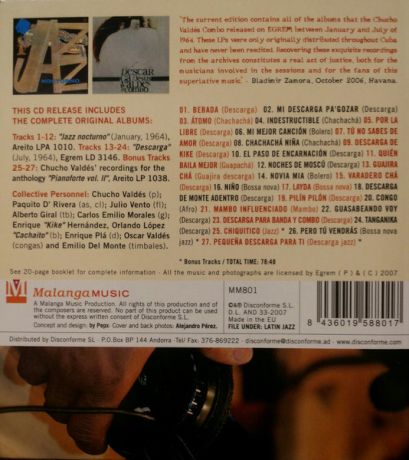 "The current edition contains all of the albums that the Chucho
Valdés Combo released on EGREM between January and July of
1964. These LPs were only originally distributed throughout Cuba
and have never been reedited. Recovering these exquisite recordings
from the archives constitutes a real act of justice, both for the
musicians involved in the sessions and for the fans of this
superlative music". - Bladimir Zamora, October 2006, Havana.
Descar
THIS CD RELEASE INCLUDES
THE COMPLETE ORIGINAL ALBUMS:
Tracks 1-12: "Jazz nocturno" (January, 1964),
Areito LPA 1010. Tracks 13-24: "Descarga"
(July, 1964), Egrem LD 3146. Bonus Tracks
25-27: Chucho Valdés' recordings for the
anthology "Pianoforte vol. II", Areito LP 1038.
Collective Personnel: Chucho Valdés (p);
Paquito D'Rivera (as, cl); Julio Vento (fl);
Alberto Giral (tb); Carlos Emilio Morales (g);
Enrique "Kike" Hernández, Orlando López
"Cachaito" (b); Enrique Plá (d); Oscar Valdés
(congas) and Emilio Del Monte (timbales).
01. BEBADA (Descarga) 02. MI DESCARGA PA'GOZAR (Descarga)
03. ÁTOMO (Chachachá) 04. INDESTRUCTIBLE (Chachachá) 05. POR LA
LIBRE (Descarga) 06. MI MEJOR CANCIÓN (Bolero) 07. TÚ NO SABES
DE AMOR (Descarga) 08. CHACHACHÁ NIÑA (Chachachá) 09. DESCARGA DE
KIKE (Descarga) 10. EL PASO DE ENCARNACIÓN (Descarga) 11. QUIÉN
BAILA MEJOR (Guapacha) 12. NOCHES DE MOSCÚ (Descarga) 13. GUAJIRA
CHÁ (Guajira descarga) 14. NOVIA MIA (Bolero) 15. VARADERO CHÁ
(Descarga) 16. NIÑO (Bossa nova) 17. LAYDA (Bossa nova) 18. DESCARGA
DE MONTE ADENTRO (Descarga) 19. PILÍN PILÓN (Descarga) 20. CONGO
(Afro) 21. MAMBO INFLUENCIADO (Mambo) 22. GUASABEANDO VOY
(Descarga) 23. DESCARGA PARA BANDA Y COMBO (Descarga) 24. TANGANIKA
(Descarga) *25. CHIQUITICO (Jazz) *26. PERO TÚ VENDRÁS (Bossa nova
jazz) *27. PEQUEÑA DESCARGA PARA TI (Descarga jazz)
* Bonus Tracks / TOTAL TIME: 78:48
See 20-page booklet for complete information - All the music and photographs are licensed by Egrem ( P ) & ( C ) 2007
MalangaMUSIC
A Malanga Music Production. All rights of this production and of
the composers are reserved. No part of this product can be used
without the express written consent of Disconforme S.L.
Concept and design: by Pepx Cover and back photos: Alejandro Pérez.
MM801
Disconforme S.L.
D.L. AND 33-2007
Made in the EU
FILE UNDER: LATIN JAZZ
8 436019 588017
Distributed by Disconforme SL P.O. Box BP 144 Andorra -Tel/ Fax: 376-869222 - disconforme@disconforme.ad - www.disconforme.com